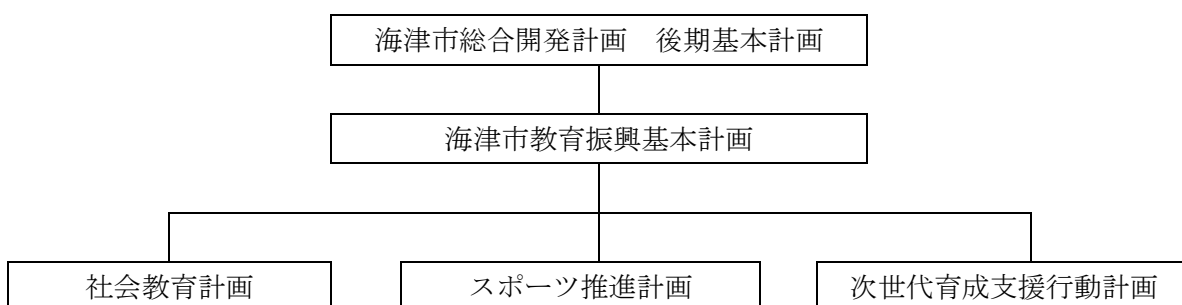 海津市総合開発計画　後期基本計画
海津市教育振興基本計画
社会教育計画
スポーツ推進計画
次世代育成支援行動計画